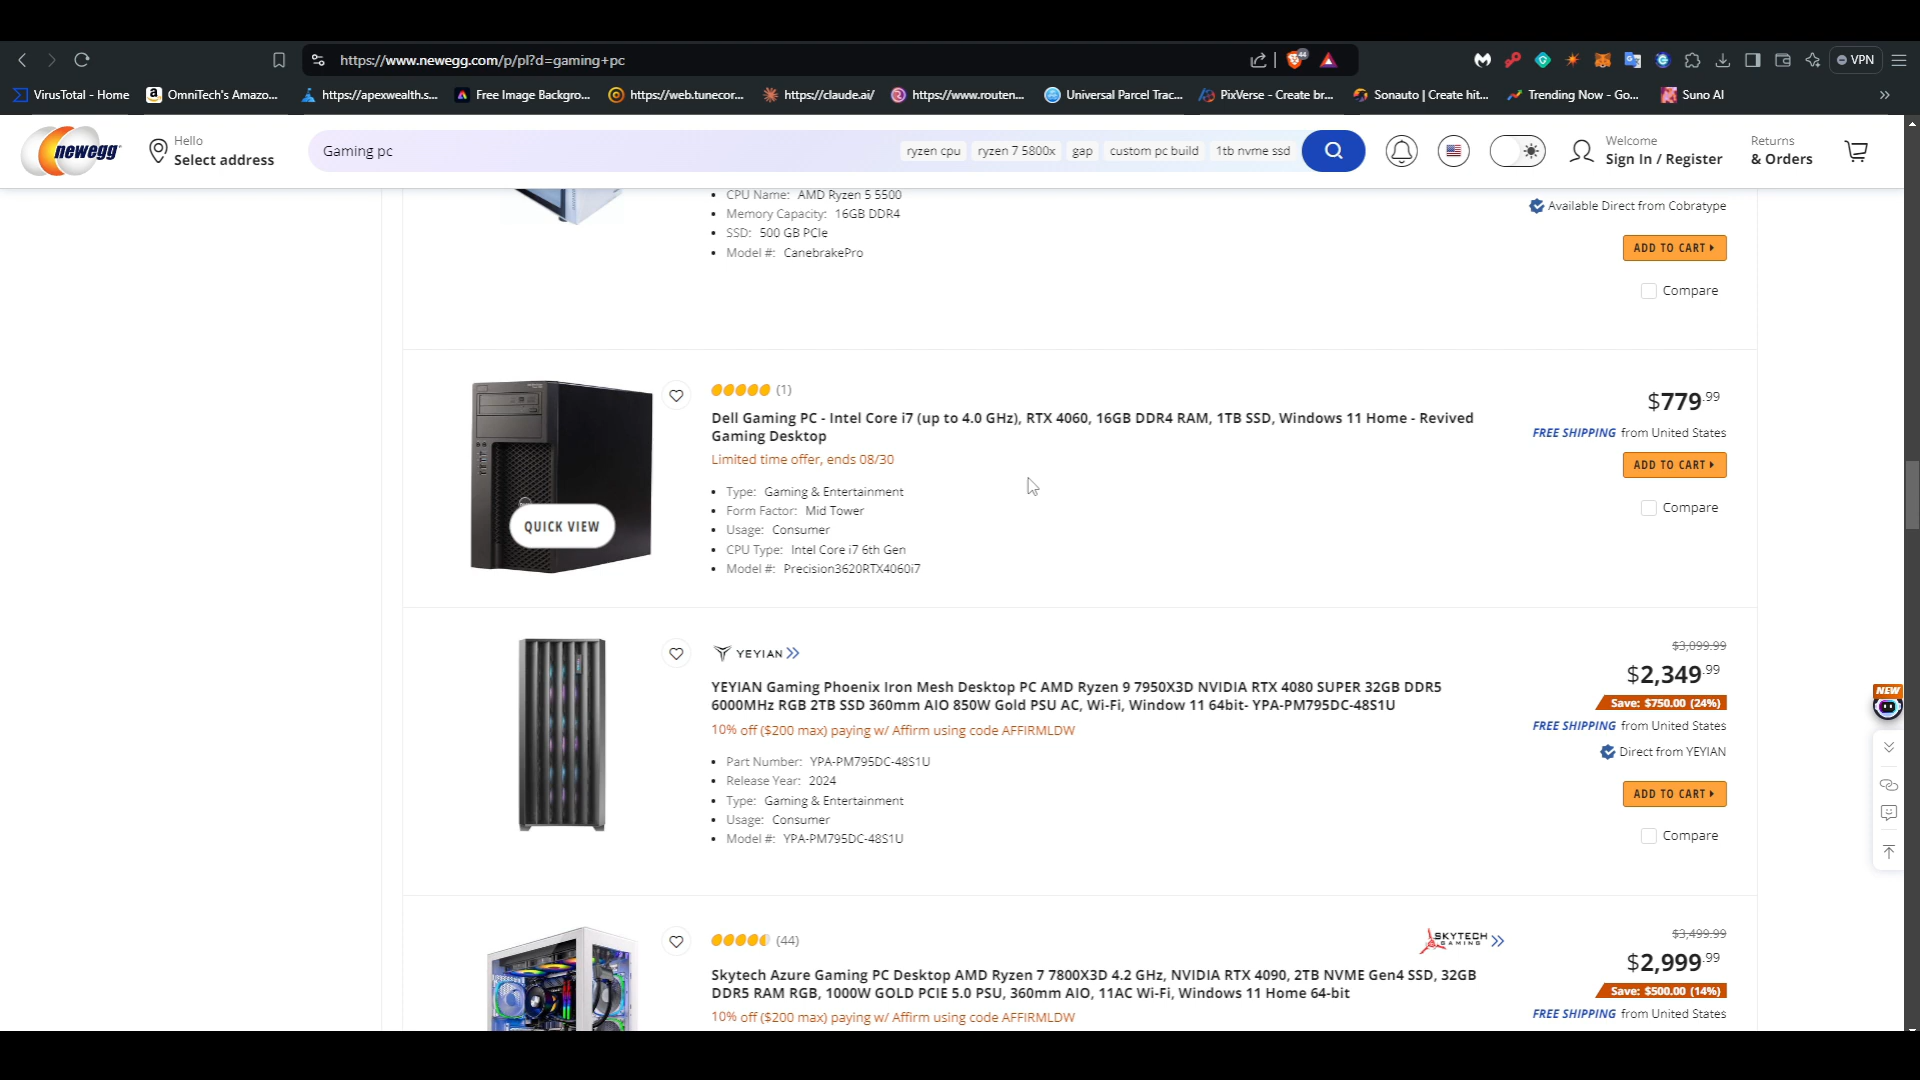 https://www.newegg.com/p/pl?d=gaming+pc
44
VPN
VirusTotal - Home
OmniTech's Amazo...
https://apexwealth.s...
Free Image Backgro...
https://web.tunecor...
https://claude.ai/
https://www.routen...
Universal Parcel Trac...
PixVerse - Create br...
Sonauto | Create hit...
Trending Now - Go...
Suno AI
newegg
Hello
Select address
Gaming pc
ryzen cpu
ryzen 7 5800x
gap
custom pc build
1tb nvme ssd
Welcome
Sign In / Register
Returns
& Orders
CPU Name: AMD Ryzen 5 5500
Memory Capacity: 16GB DDR4
SSD: 500 GB PCIe
Model #: CanebrakePro
Available Direct from Cobratype
ADD TO CART
Compare
QUICK VIEW
(1)
Dell Gaming PC - Intel Core i7 (up to 4.0 GHz), RTX 4060, 16GB DDR4 RAM, 1TB SSD, Windows 11 Home - Revived
Gaming Desktop
Limited time offer, ends 08/30
Type: Gaming & Entertainment
Form Factor: Mid Tower
Usage: Consumer
CPU Type: Intel Core i7 6th Gen
Model #: Precision3620RTX4060i7
$779.99
FREE SHIPPING from United States
ADD TO CART
Compare
YEYIAN
YEYIAN Gaming Phoenix Iron Mesh Desktop PC AMD Ryzen 9 7950X3D NVIDIA RTX 4080 SUPER 32GB DDR5
6000MHz RGB 2TB SSD 360mm AIO 850W Gold PSU AC, Wi-Fi, Window 11 64bit- YPA-PM795DC-48S1U
10% off ($200 max) paying w/ Affirm using code AFFIRMLDW
Part Number: YPA-PM795DC-48S1U
Release Year: 2024
Type: Gaming & Entertainment
Usage: Consumer
Model #: YPA-PM795DC-48S1U
$3,099.99
$2,349.99
Save: $750.00 (24%)
FREE SHIPPING from United States
Direct from YEYIAN
ADD TO CART
Compare
NEW
(44)
SKYTECH
GAMING
Skytech Azure Gaming PC Desktop AMD Ryzen 7 7800X3D 4.2 GHz, NVIDIA RTX 4090, 2TB NVME Gen4 SSD, 32GB
DDR5 RAM RGB, 1000W GOLD PCIE 5.0 PSU, 360mm AIO, 11AC Wi-Fi, Windows 11 Home 64-bit
10% off ($200 max) paying w/ Affirm using code AFFIRMLDW
$3,499.99
$2,999.99
Save: $500.00 (14%)
FREE SHIPPING from United States